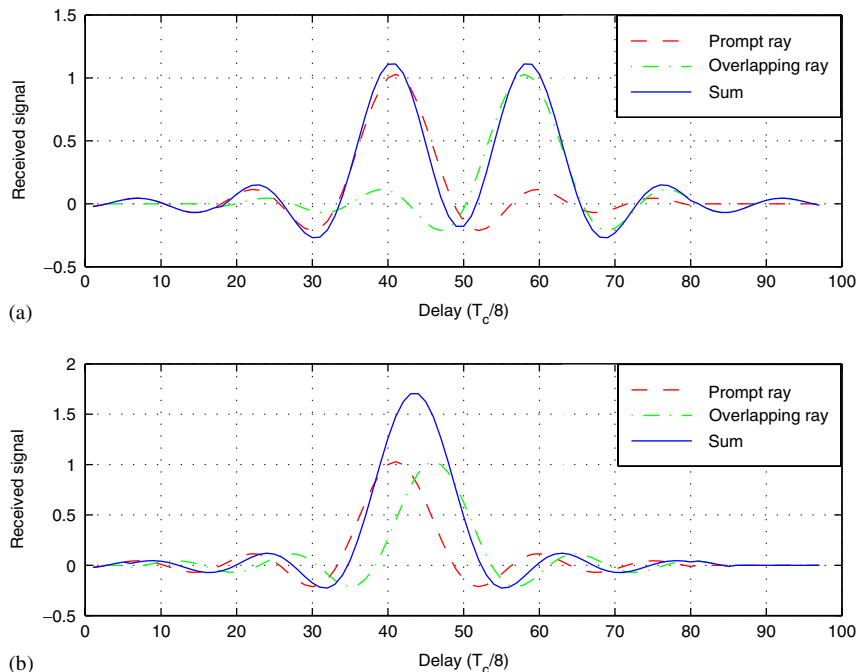 1.5
1
0.5
0
−0.5
Received signal
Prompt ray
Overlapping ray
Sum
0 10 20 30 40 50 60 70 80 90 100
Delay (T_c/8)
(a)
2
1.5
1
0.5
0
−0.5
Received signal
Prompt ray
Overlapping ray
Sum
0 10 20 30 40 50 60 70 80 90 100
Delay (T_c/8)
(b)